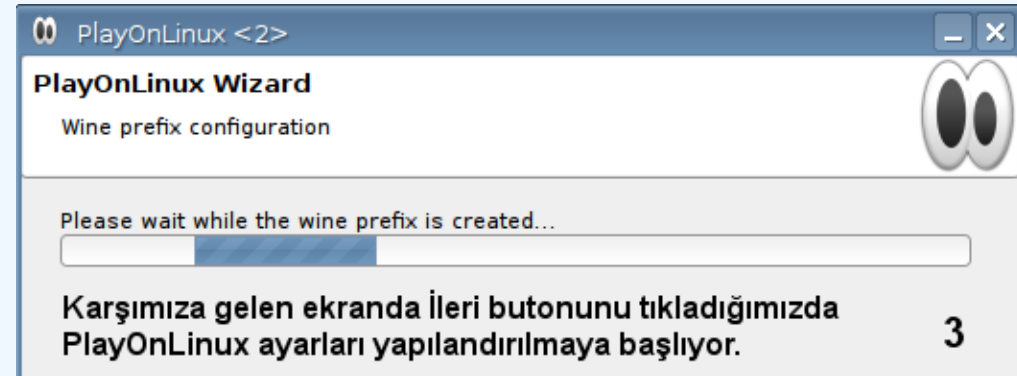 PlayOnLinux <2>
PlayOnLinux Wizard
Wine prefix configuration
Please wait while the wine prefix is created...
Karşımıza gelen ekranda İleri butonunu tıkladığımızda
PlayOnLinux ayarları yapılandırılmaya başlıyor.
3